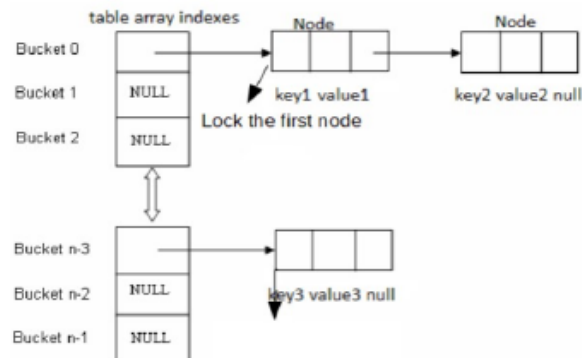 table array indexes
Node
Node
Bucket 0
Bucket 1
NULL
key1 value1
key2 value2 null
Lock the first node
Bucket 2
NULL
Bucket n-3
Bucket n-2
NULL
key3 value3 null
Bucket n-1
NULL